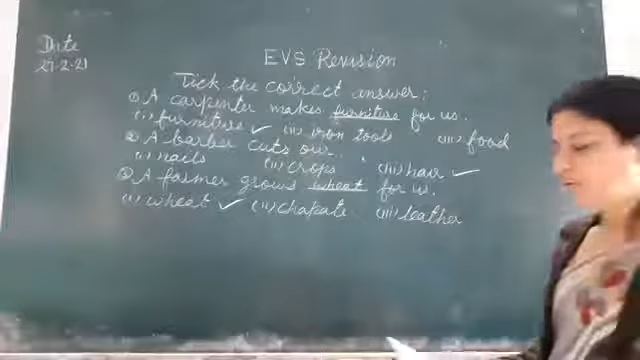 Date
27-2-21
EVS Revision
Tick the correct answer:
① A carpenter makes furniture for us.
(i) furniture ✓ (ii) iron tools (iii) food
② A barber cuts our . .
(i) nails (ii) crops (iii) hair ✓
③ A farmer grows wheat for us.
(i) wheat ✓ (ii) chapate (iii) leather